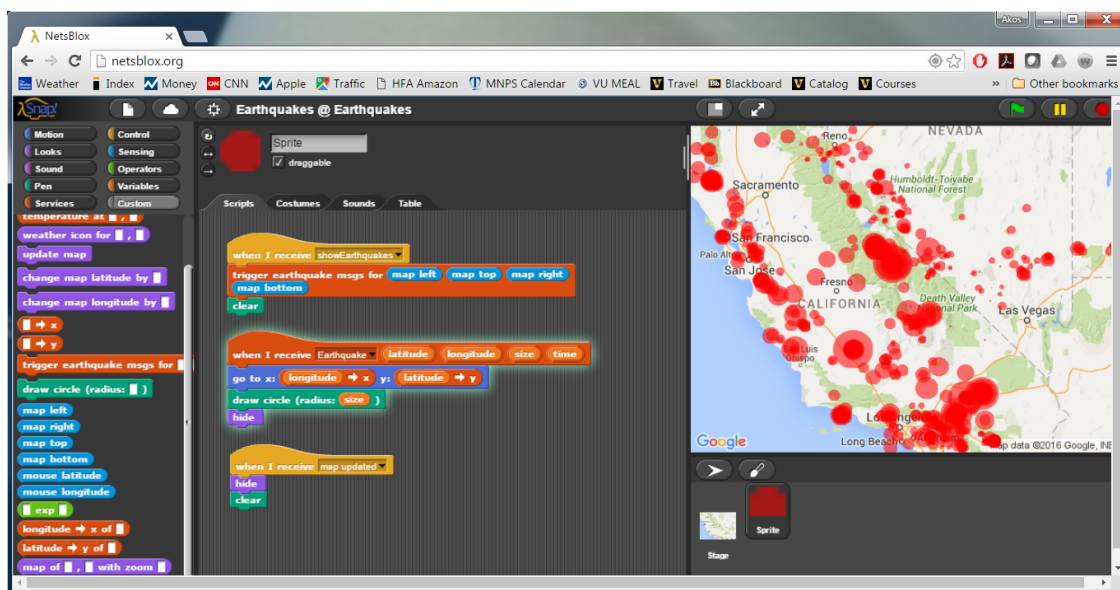 Akos
NetsBlox
netsblox.org
Weather Index Money CNN Apple Traffic HFA Amazon MNPS Calendar VU MEAL Travel Blackboard Catalog Courses » Other bookmarks
Snap!
Earthquakes @ Earthquakes
Motion Control
Looks Sensing
Sound Operators
Pen Variables
Services Custom
temperature at ,
weather icon for ,
update map
change map latitude by
change map longitude by
➔ x
➔ y
trigger earthquake msgs for
draw circle (radius: )
map left
map right
map top
map bottom
mouse latitude
mouse longitude
exp
longitude ➔ x of
latitude ➔ y of
map of , with zoom
Sprite
draggable
Scripts Costumes Sounds Table
when I receive showEarthquakes
trigger earthquake msgs for map left map top map right
map bottom
clear
when I receive Earthquake latitude longitude size time
go to x: longitude ➔ x y: latitude ➔ y
draw circle (radius: size )
hide
when I receive map updated
hide
clear
NEVADA
Reno
Humboldt-Toiyabe
National Forest
Sacramento
San Francisco
Palo Alto
San Jose
Fresno
CALIFORNIA
Death Valley
National Park
Las Vegas
San Luis
Obispo
Los Angeles
Long Beach
Google
Map data ©2016 Google, INE
Stage
Sprite